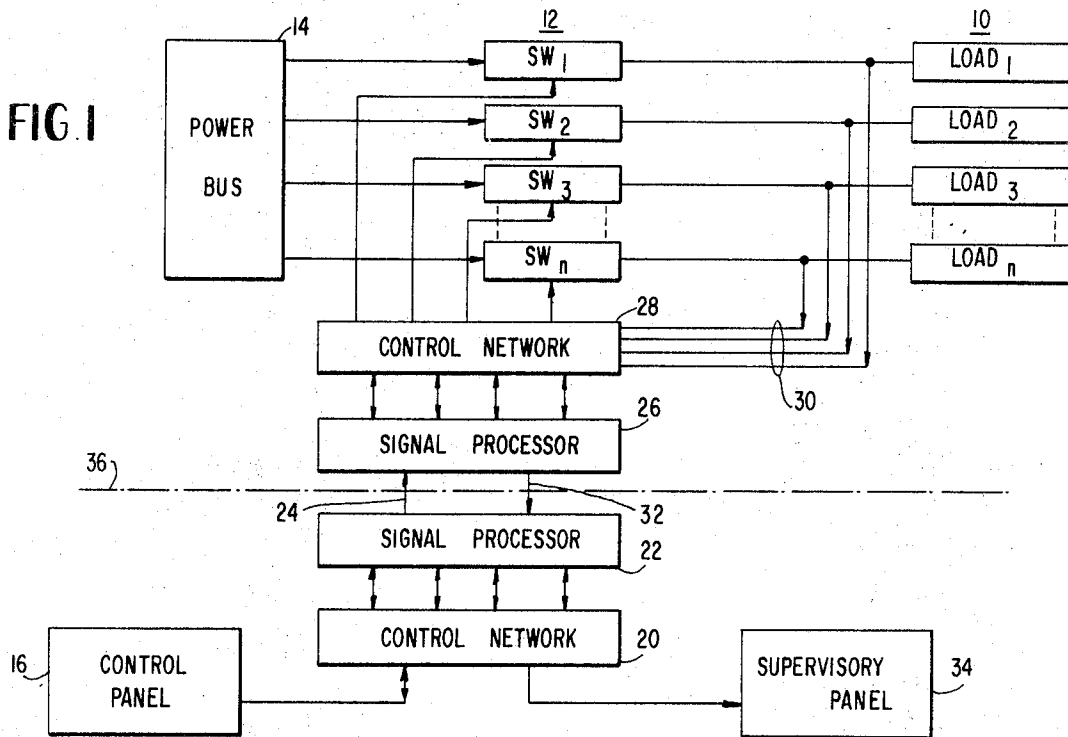 FIG. 1
14
12
10
POWER BUS
SW 1
LOAD 1
SW 2
LOAD 2
SW 3
LOAD 3
SW n
LOAD n
28
CONTROL NETWORK
30
26
SIGNAL PROCESSOR
36
24
32
SIGNAL PROCESSOR
22
CONTROL NETWORK
20
16
CONTROL PANEL
SUPERVISORY PANEL
34